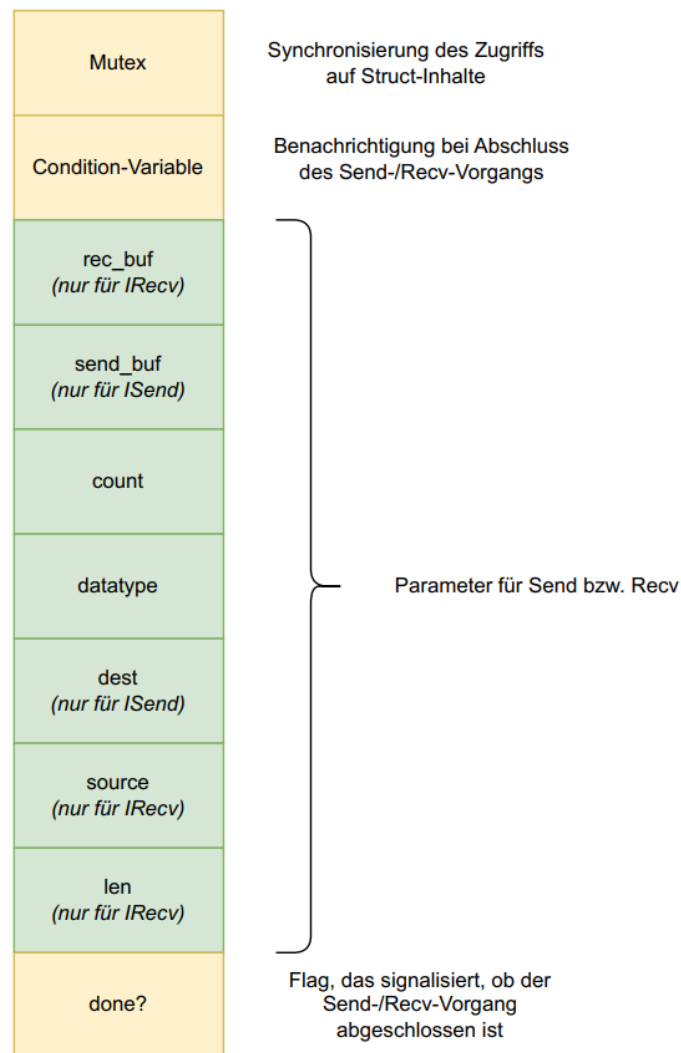 Mutex
Synchronisierung des Zugriffs
auf Struct-Inhalte
Condition-Variable
Benachrichtigung bei Abschluss
des Send-/Recv-Vorgangs
rec_buf
(nur für IRecv)
send_buf
(nur für ISend)
count
datatype
Parameter für Send bzw. Recv
dest
(nur für ISend)
source
(nur für IRecv)
len
(nur für IRecv)
done?
Flag, das signalisiert, ob der
Send-/Recv-Vorgang
abgeschlossen ist